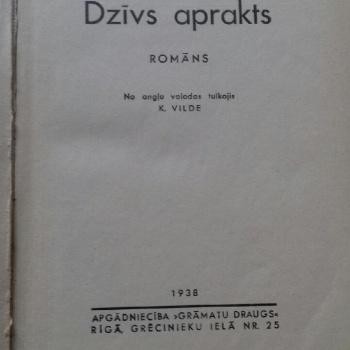 Dzīvs aprakts
ROMĀNS
No angļu valodas tulkojis
K. VILDE
1938
APGĀDNIECĪBA »GRĀMATU DRAUGS«
RĪGĀ, GRĒCINIEKU IELĀ NR. 25